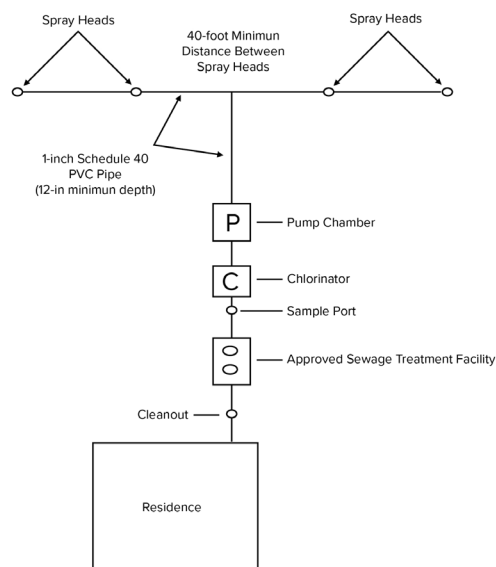 Spray Heads
Spray Heads
40-foot Minimun
Distance Between
Spray Heads
1-inch Schedule 40
PVC Pipe
(12-in minimun depth)
P
Pump Chamber
C
Chlorinator
Sample Port
Approved Sewage Treatment Facility
Cleanout
Residence